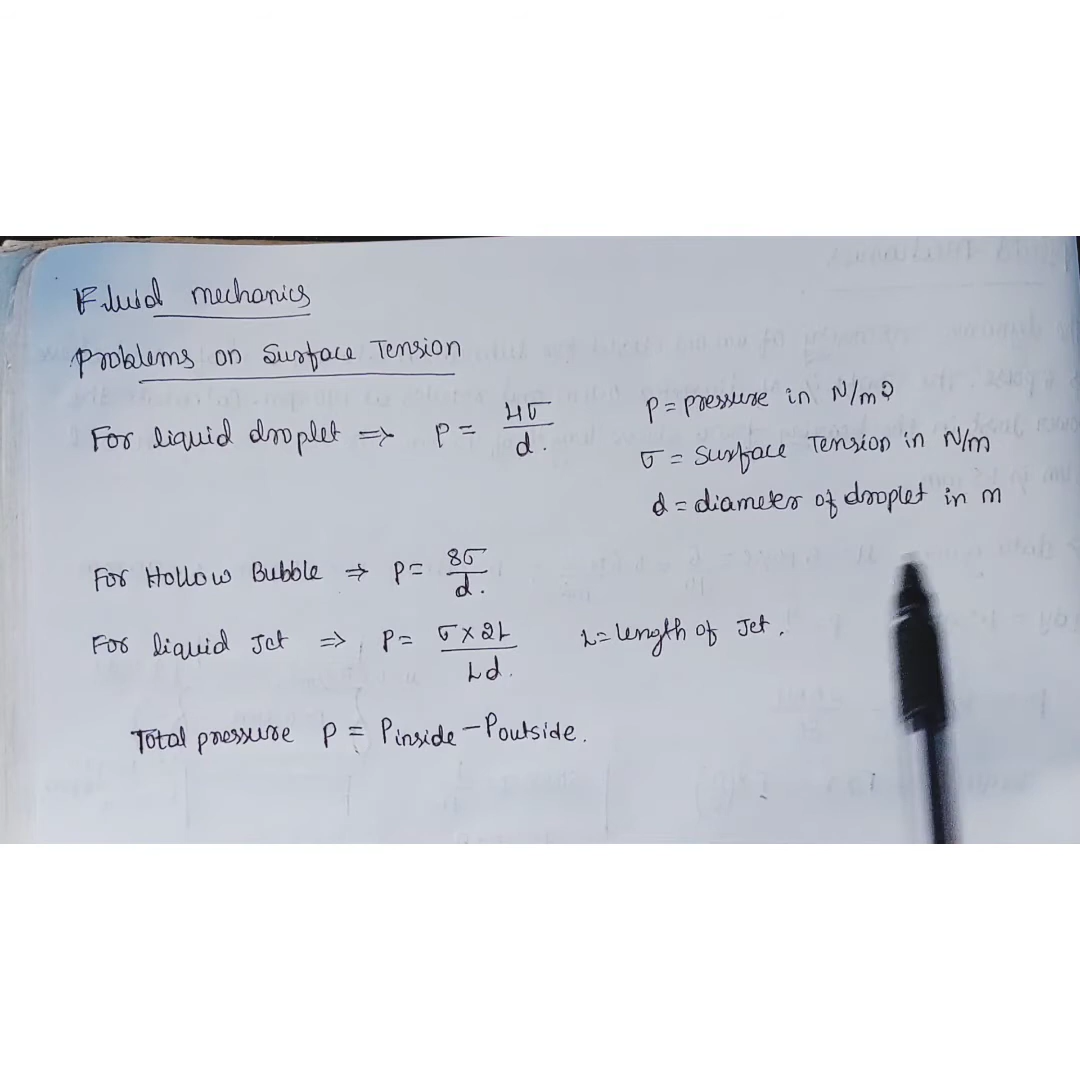 Fluid mechanics
Problems on Surface Tension
For liquid droplet => P = 4σ/d.
P = pressure in N/m2
σ = Surface Tension in N/m
d = diameter of droplet in m
For Hollow Bubble => P = 8σ/d.
For liquid Jet => P = σ×2L/Ld.
L = length of Jet.
Total pressure P = Pinside - Poutside.